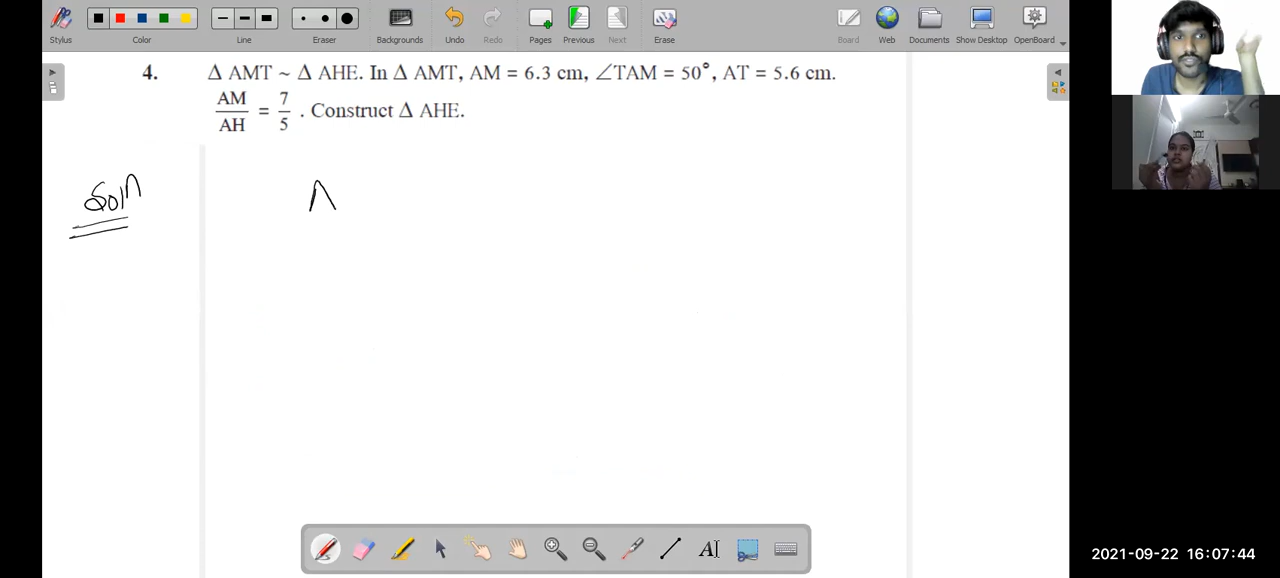 Stylus
Color
Line
Eraser
Backgrounds
Undo
Redo
Pages
Previous
Next
Erase
Board
Web
Documents
Show Desktop
OpenBoard
4. Δ AMT ~ Δ AHE. In Δ AMT, AM = 6.3 cm, ∠TAM = 50°, AT = 5.6 cm.
AM/AH = 7/5 . Construct Δ AHE.
Soln
2021-09-22 16:07:44